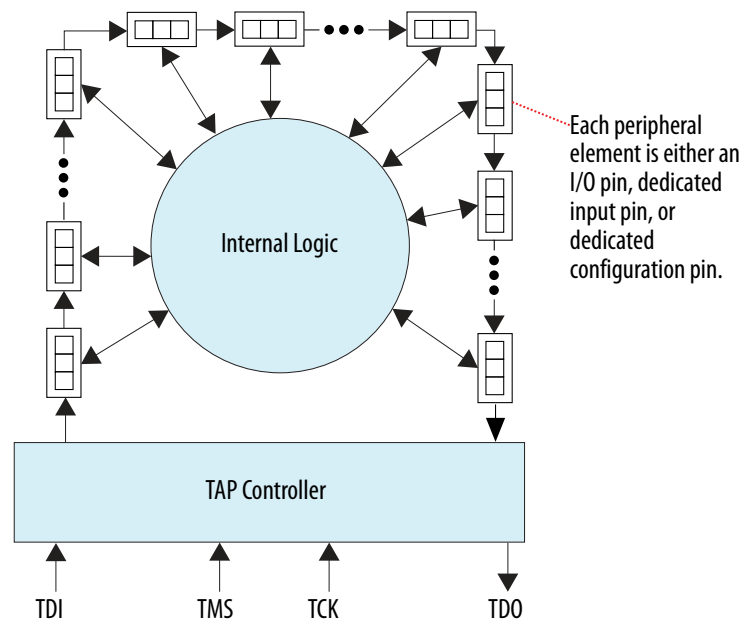 Each peripheral
element is either an
I/O pin, dedicated
input pin, or
dedicated
configuration pin.
Internal Logic
TAP Controller
TDI
TMS
TCK
TDO